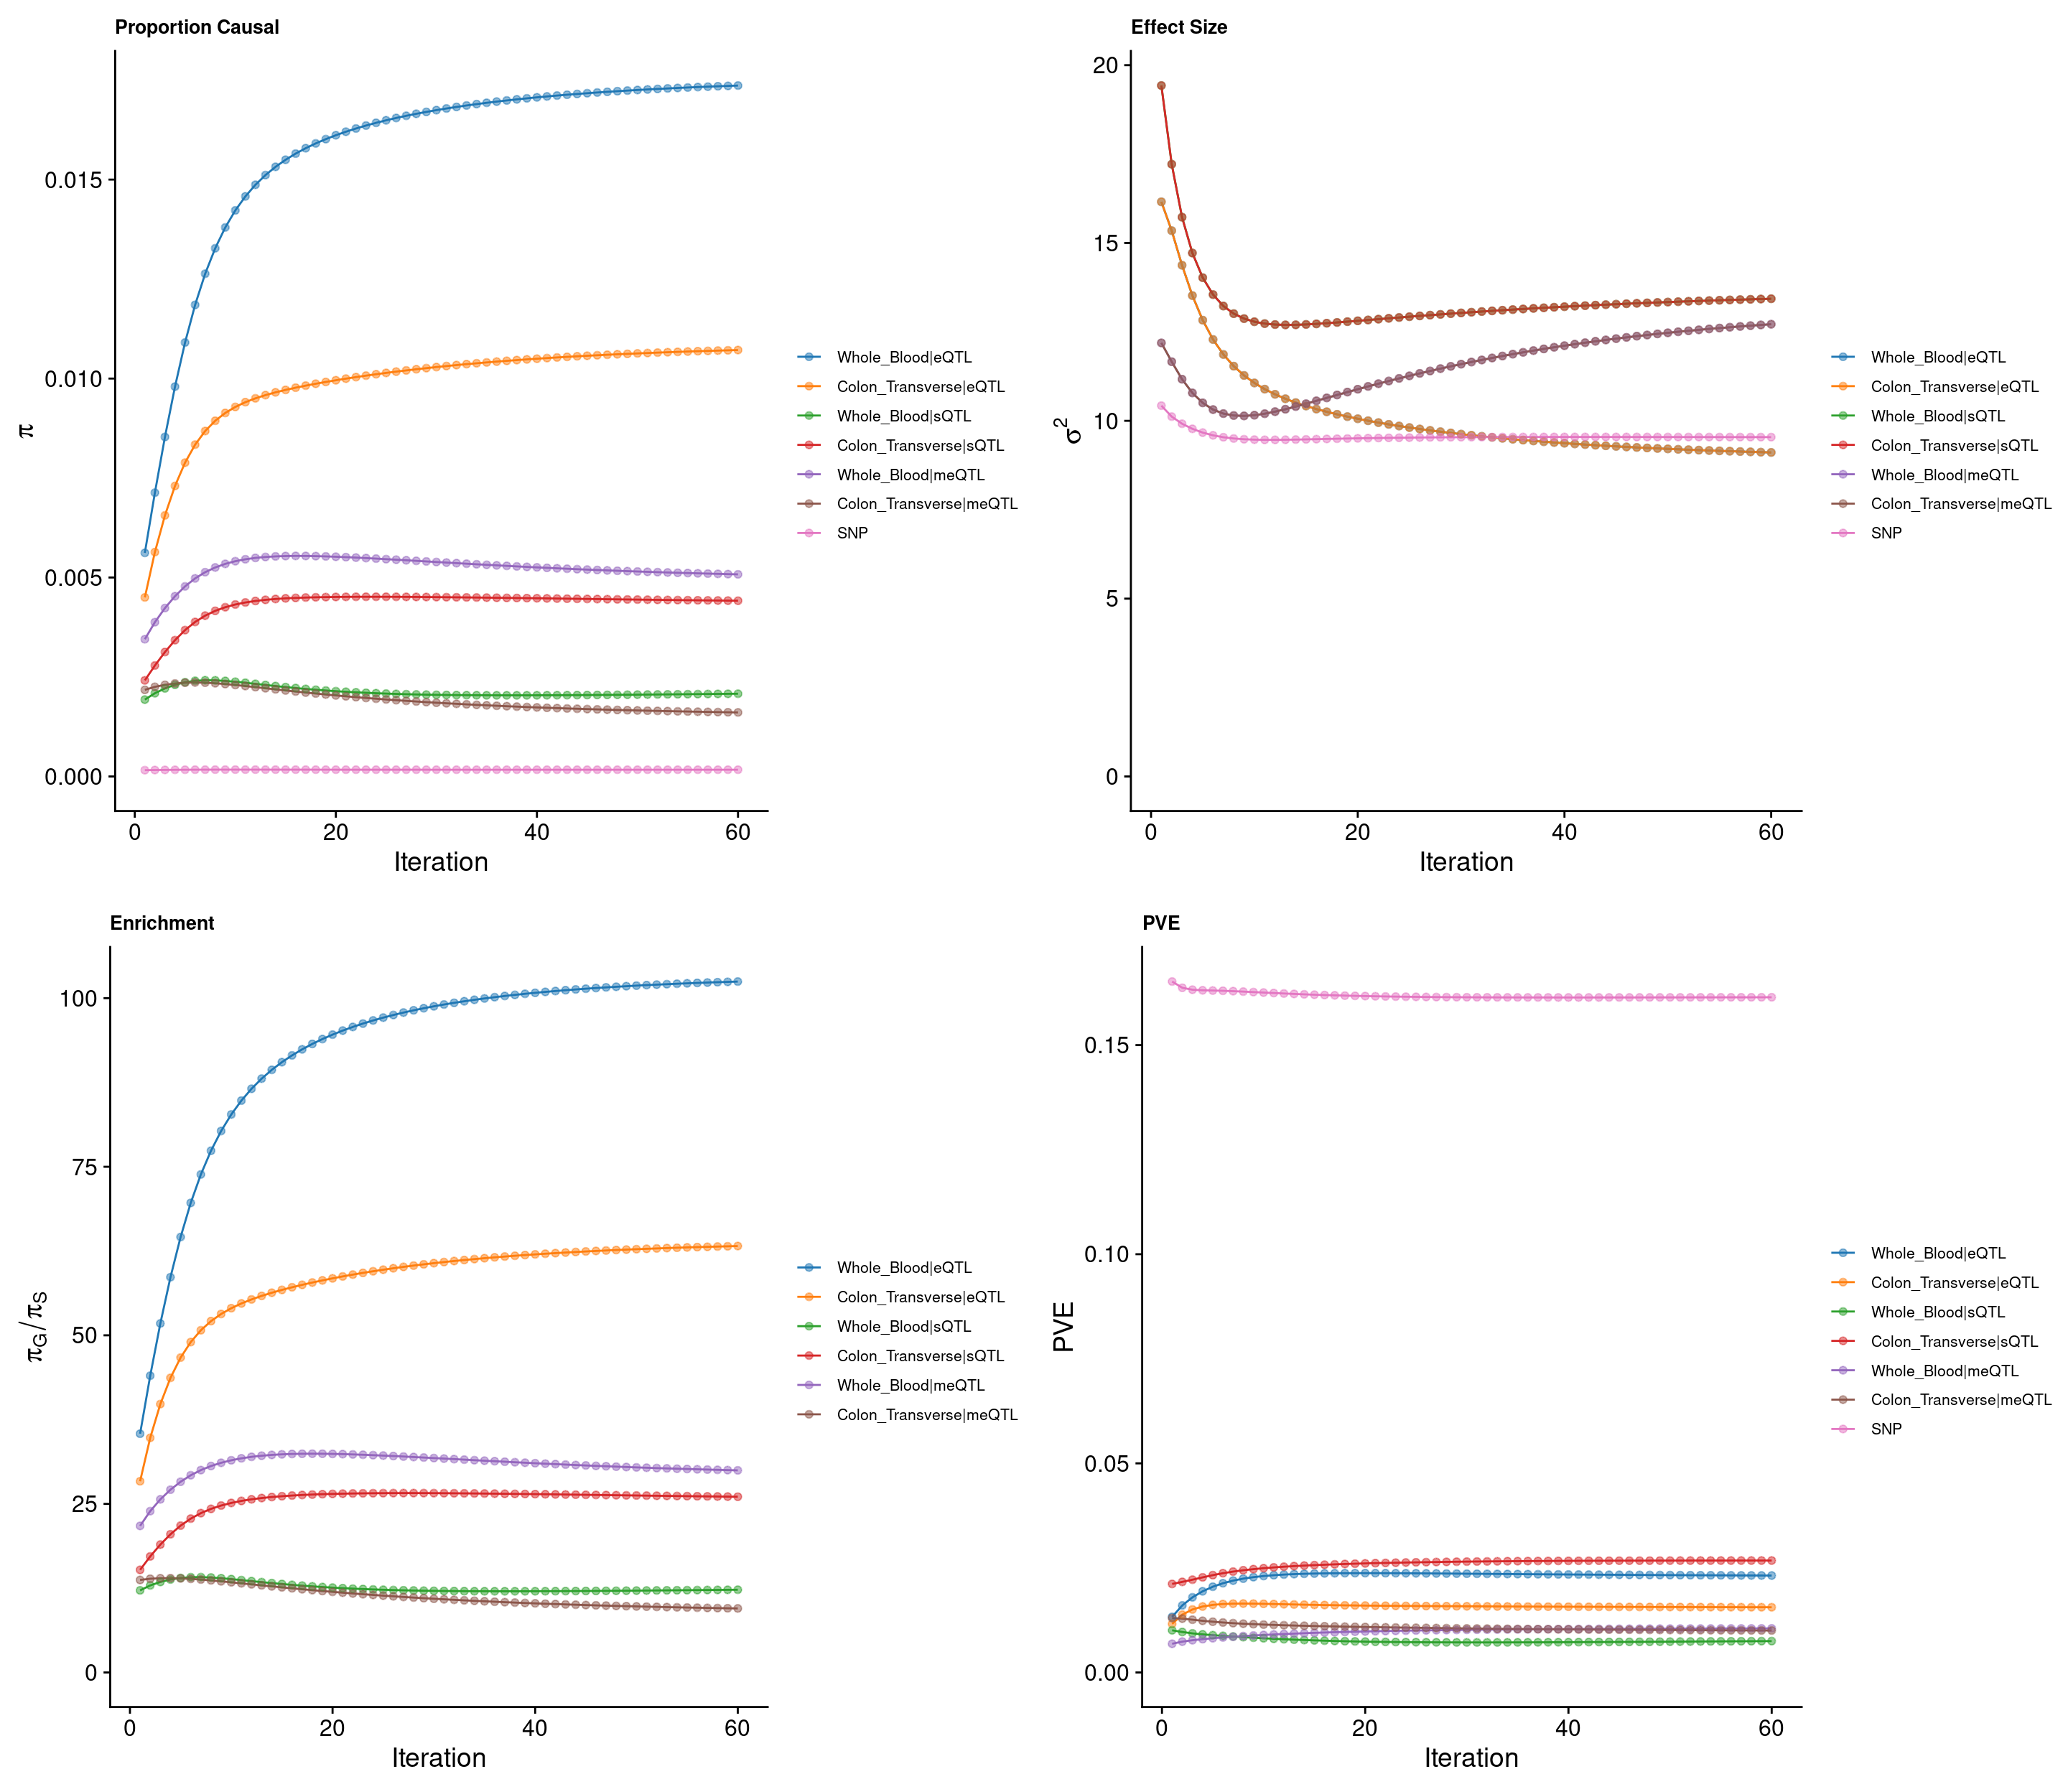 Proportion Causal
π
0.015
0.010
0.005
0.000
0 20 40 60
Iteration
Whole_Blood|eQTL
Colon_Transverse|eQTL
Whole_Blood|sQTL
Colon_Transverse|sQTL
Whole_Blood|meQTL
Colon_Transverse|meQTL
SNP
Effect Size
σ²
20
15
10
5
0
0 20 40 60
Iteration
Whole_Blood|eQTL
Colon_Transverse|eQTL
Whole_Blood|sQTL
Colon_Transverse|sQTL
Whole_Blood|meQTL
Colon_Transverse|meQTL
SNP
Enrichment
πG/πS
100
75
50
25
0
0 20 40 60
Iteration
Whole_Blood|eQTL
Colon_Transverse|eQTL
Whole_Blood|sQTL
Colon_Transverse|sQTL
Whole_Blood|meQTL
Colon_Transverse|meQTL
PVE
PVE
0.15
0.10
0.05
0.00
0 20 40 60
Iteration
Whole_Blood|eQTL
Colon_Transverse|eQTL
Whole_Blood|sQTL
Colon_Transverse|sQTL
Whole_Blood|meQTL
Colon_Transverse|meQTL
SNP